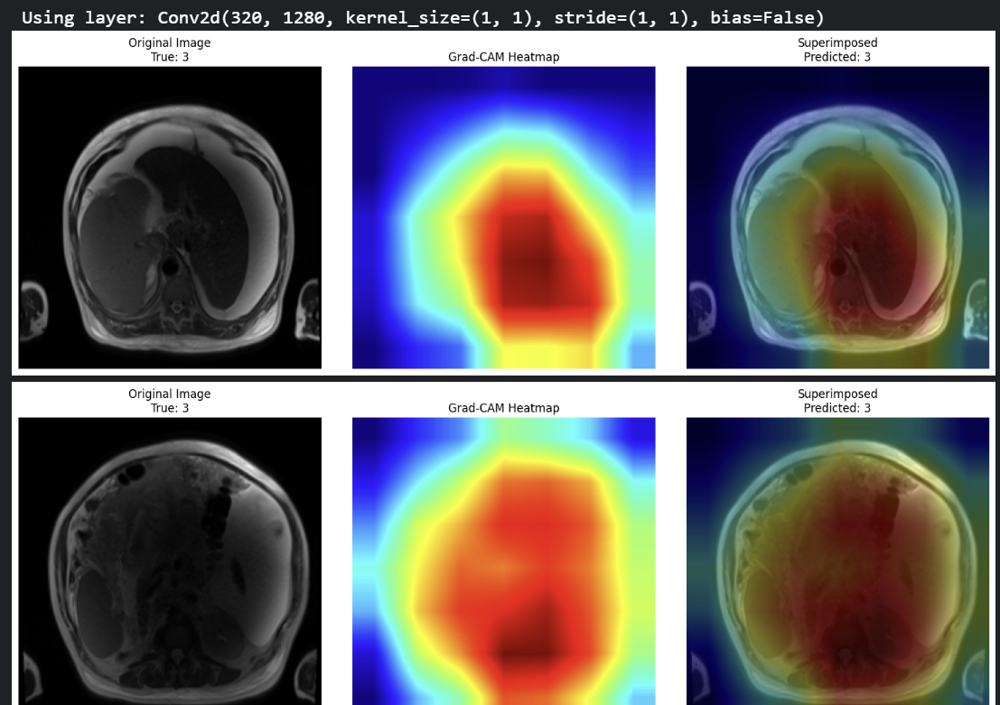 Using layer: Conv2d(320, 1280, kernel_size=(1, 1), stride=(1, 1), bias=False)
Original Image
True: 3
Grad-CAM Heatmap
Superimposed
Predicted: 3
Original Image
True: 3
Grad-CAM Heatmap
Superimposed
Predicted: 3